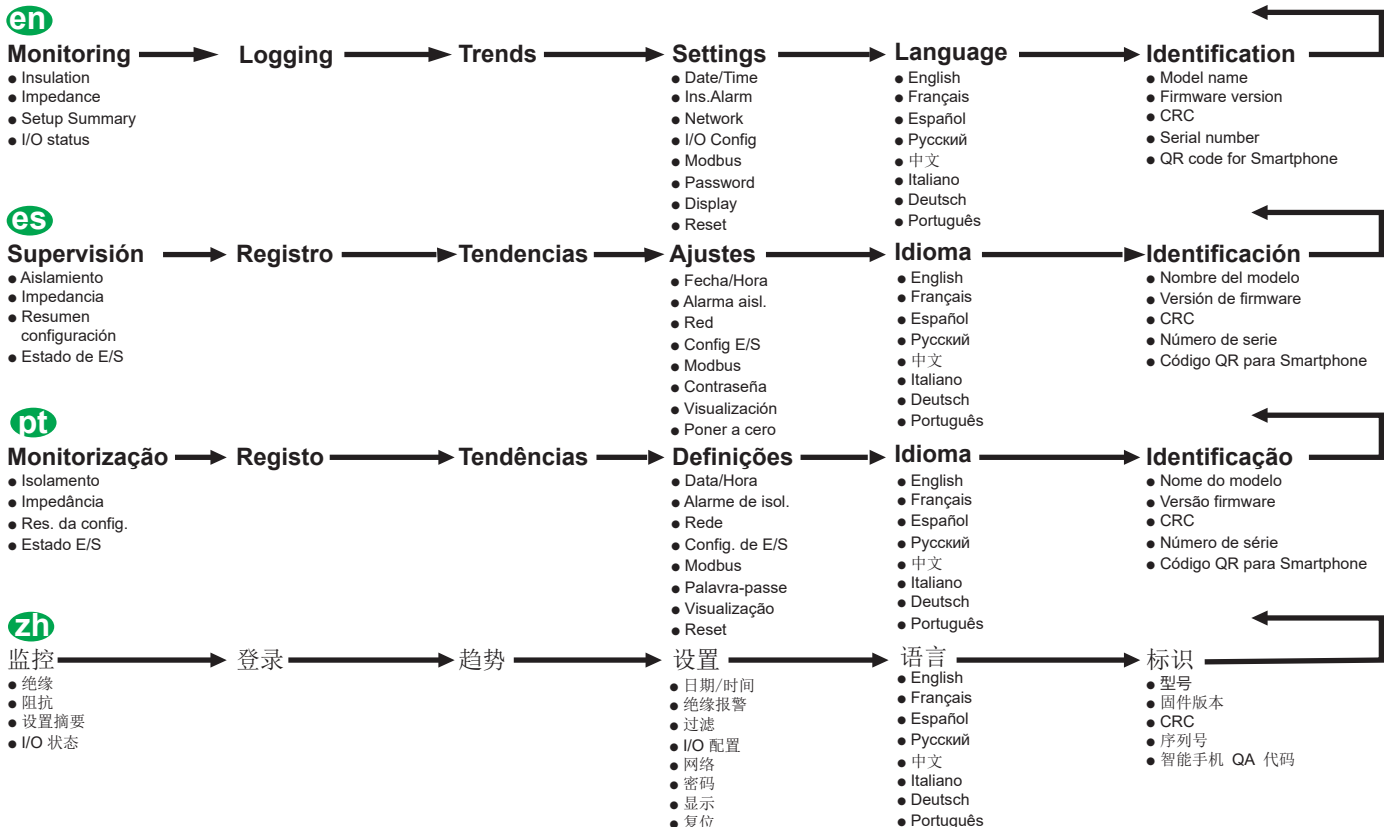 en
Monitoring Logging Trends Settings Language Identification
● Insulation
● Impedance
● Setup Summary
● I/O status
● Date/Time
● Ins.Alarm
● Network
● I/O Config
● Modbus
● Password
● Display
● Reset
● English
● Français
● Español
● Русский
● 中文
● Italiano
● Deutsch
● Português
● Model name
● Firmware version
● CRC
● Serial number
● QR code for Smartphone
es
Supervisión Registro Tendencias Ajustes Idioma Identificación
● Aislamiento
● Impedancia
● Resumen
configuración
● Estado de E/S
● Fecha/Hora
● Alarma aisl.
● Red
● Config E/S
● Modbus
● Contraseña
● Visualización
● Poner a cero
● English
● Français
● Español
● Русский
● 中文
● Italiano
● Deutsch
● Português
● Nombre del modelo
● Versión de firmware
● CRC
● Número de serie
● Código QR para Smartphone
pt
Monitorização Registo Tendências Definições Idioma Identificação
● Isolamento
● Impedância
● Res. da config.
● Estado E/S
● Data/Hora
● Alarme de isol.
● Rede
● Config. de E/S
● Modbus
● Palavra-passe
● Visualização
● Reset
● English
● Français
● Español
● Русский
● 中文
● Italiano
● Deutsch
● Português
● Nome do modelo
● Versão firmware
● CRC
● Número de série
● Código QR para Smartphone
zh
监控 登录 趋势 设置 语言 标识
● 绝缘
● 阻抗
● 设置摘要
● I/O 状态
● 日期/时间
● 绝缘报警
● 过滤
● I/O 配置
● 网络
● 密码
● 显示
● 复位
● English
● Français
● Español
● Русский
● 中文
● Italiano
● Deutsch
● Português
● 型号
● 固件版本
● CRC
● 序列号
● 智能手机 QA 代码